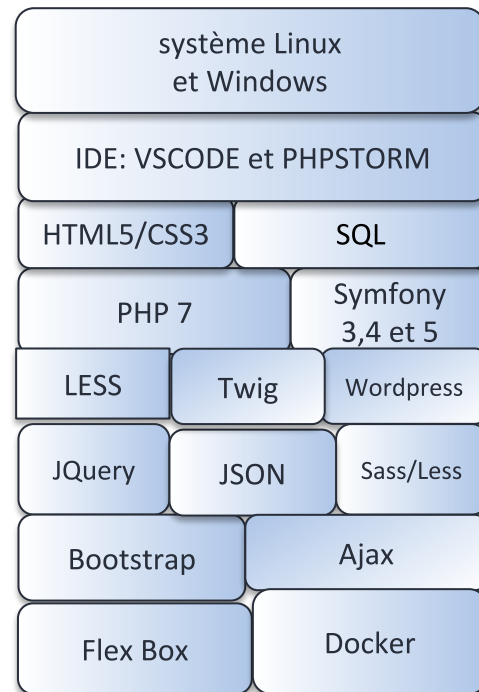 système Linux
et Windows
IDE: VSCODE et PHPSTORM
HTML5/CSS3
SQL
PHP 7
Symfony
3,4 et 5
LESS
Twig
Wordpress
JQuery
JSON
Sass/Less
Bootstrap
Ajax
Flex Box
Docker